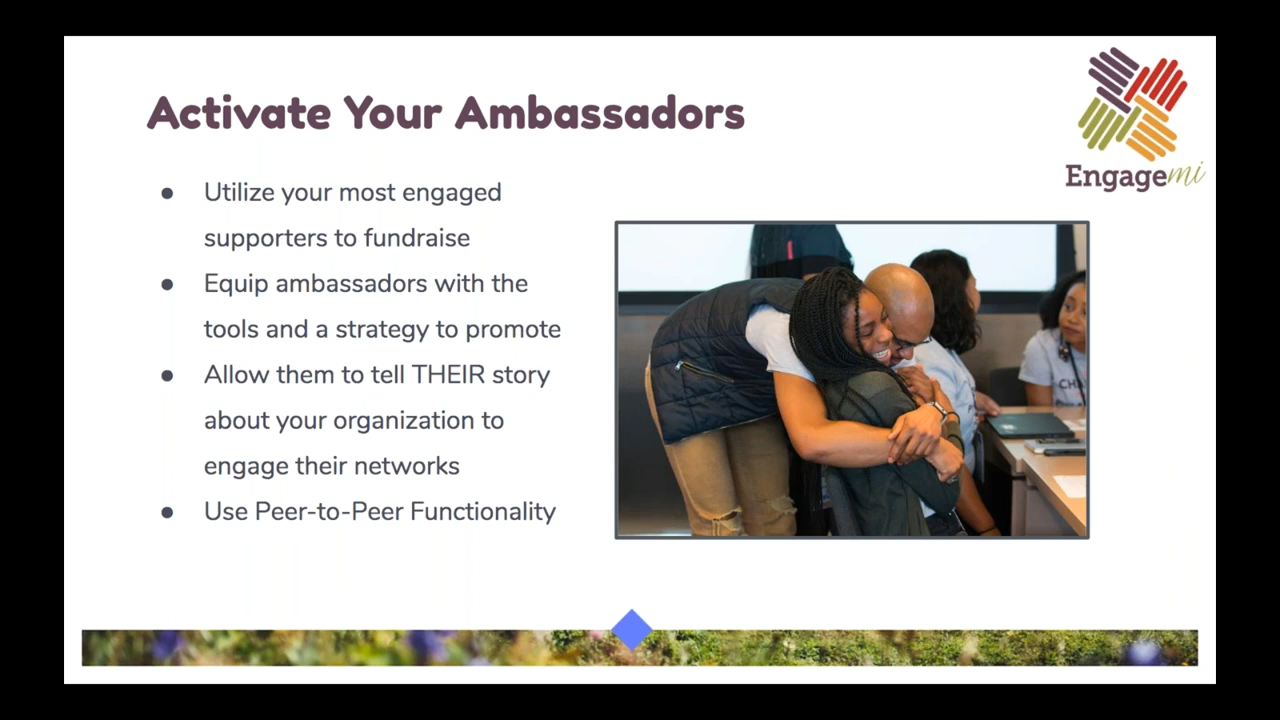 Activate Your Ambassadors
Engagemi
● Utilize your most engaged
supporters to fundraise
● Equip ambassadors with the
tools and a strategy to promote
● Allow them to tell THEIR story
about your organization to
engage their networks
● Use Peer-to-Peer Functionality